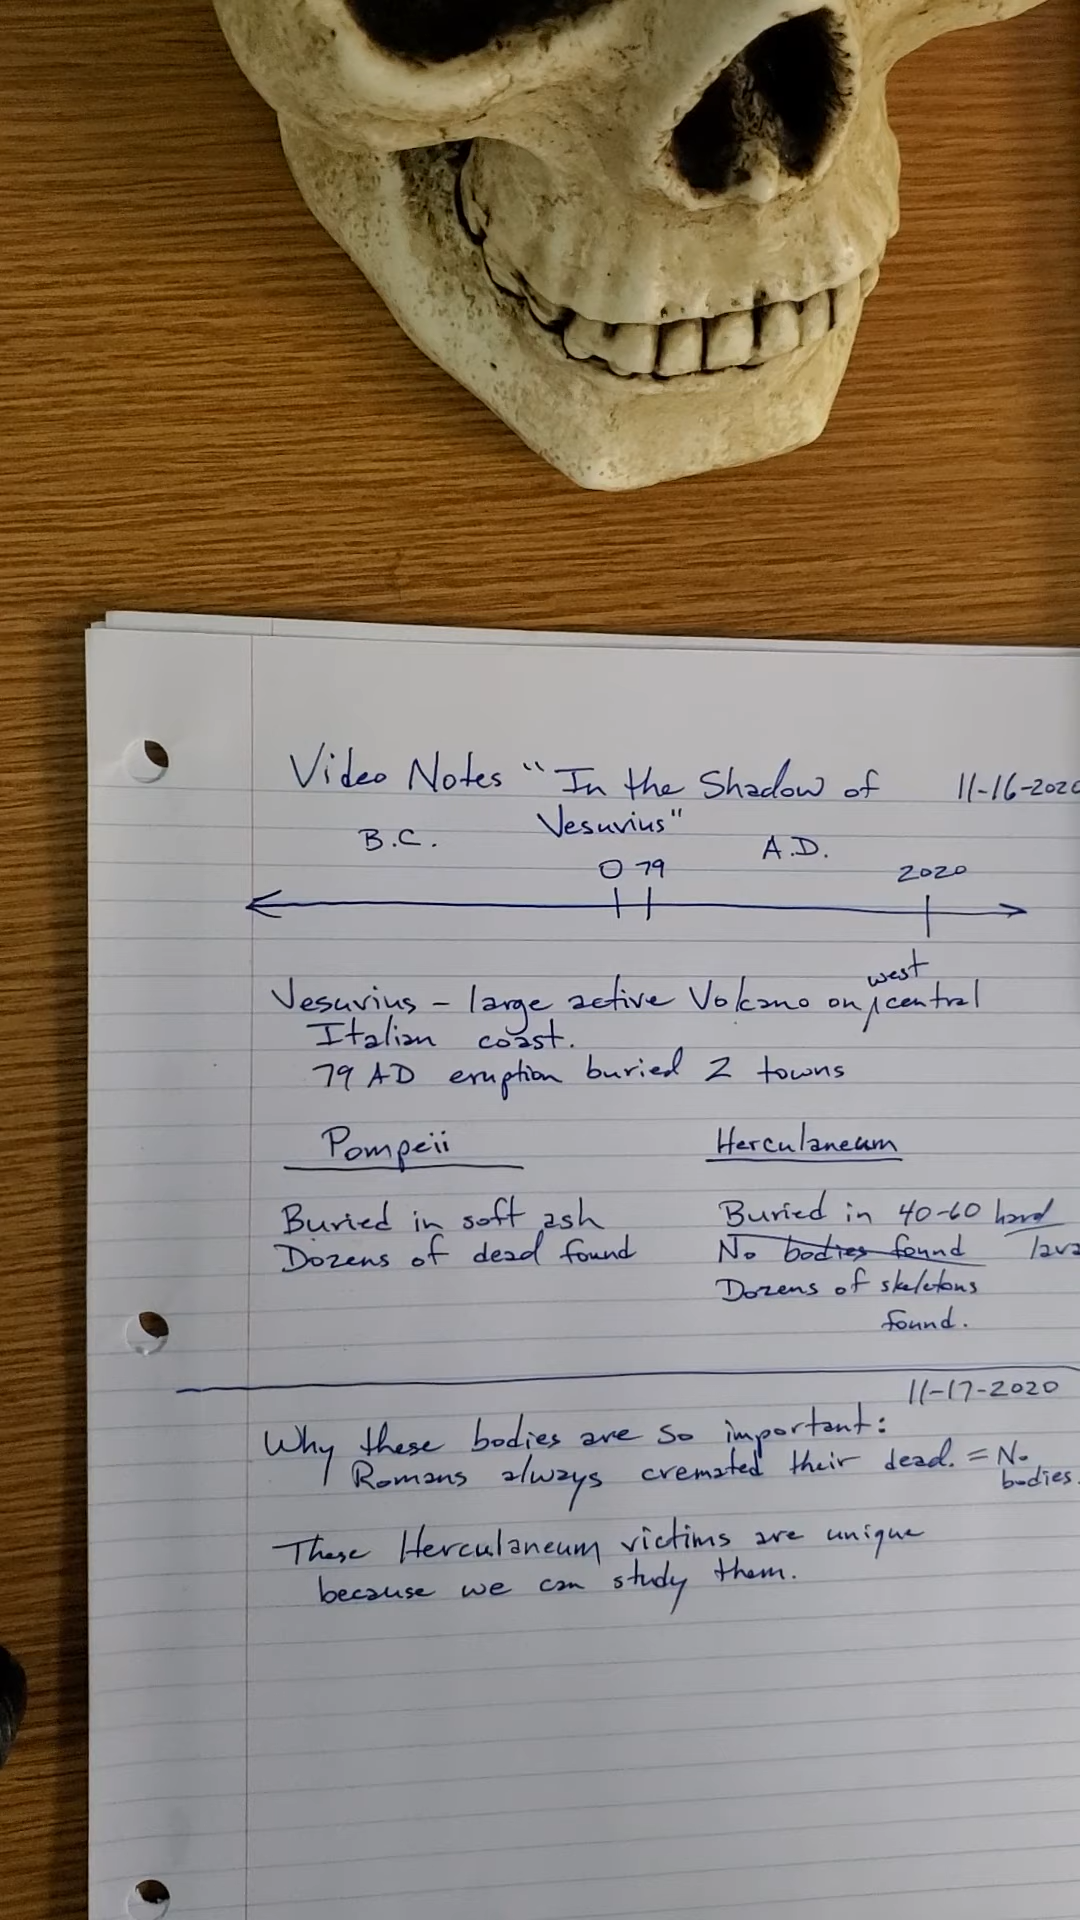 Video Notes "In the Shadow of 11-16-2020
Vesuvius"
B.C. A.D.
0 79 2020
Vesuvius - large active Volcano on west central
Italian coast.
79 AD eruption buried 2 towns
Pompeii Herculaneum
Buried in soft ash Buried in 40-60 hard
Dozens of dead found No bodies found lava
Dozens of skeletons
found.
11-17-2020
Why these bodies are so important:
Romans always cremated their dead. = No
bodies.
These Herculaneum victims are unique
because we can study them.